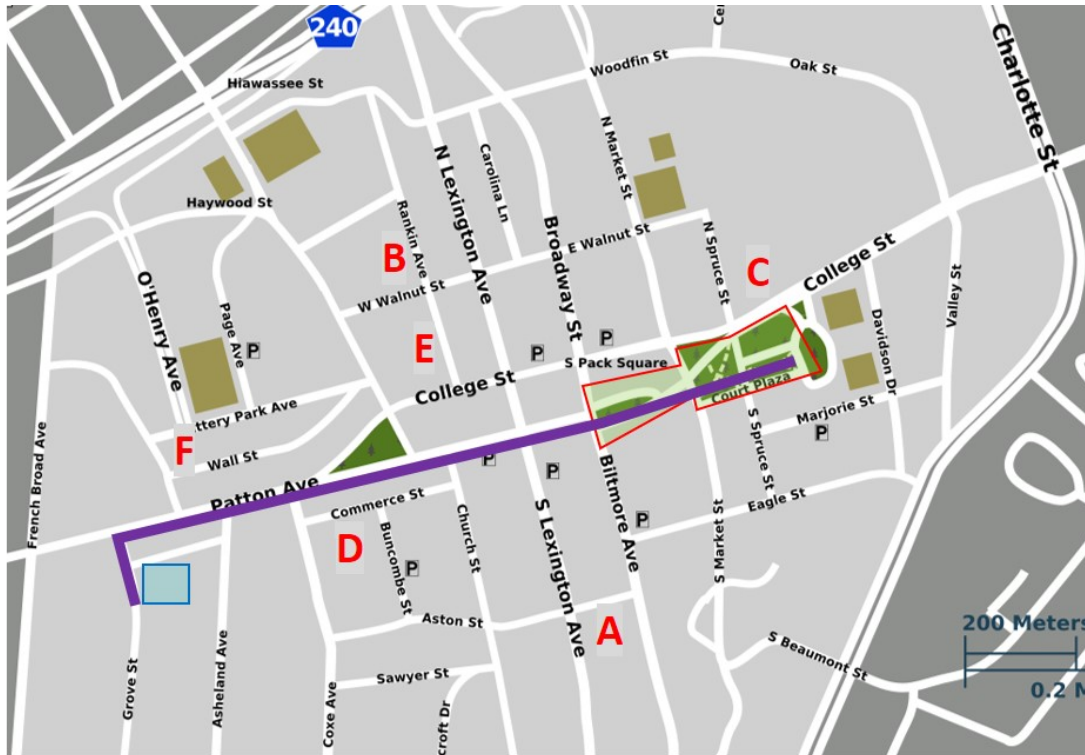 240
Hiawassee St
Woodfin St
Oak St
Cer
Charlotte St
N Market St
Carolina Ln
N Lexington Ave
Haywood St
Rankin Ave
Broadway St
E Walnut St
N Spruce St
B
C
College St
O'Henry Ave
W Walnut St
Page Ave
P
Valley St
Davidson Dr
E
P
P
S Pack Square
College St
Court Plaza
Marjorie St
ttery Park Ave
F
Wall St
P
S Spruce St
French Broad Ave
Patton Ave
P
P
Biltmore Ave
Eagle St
Commerce St
S Lexington Ave
P
D
Buncombe St
Church St
S Market St
P
Aston St
A
200 Meters
S Beaumont St
Grove St
Asheland Ave
Coxe Ave
Sawyer St
croft Dr
0.2 M